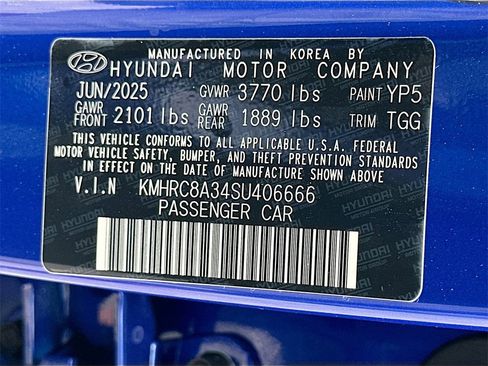 MANUFACTURED IN KOREA BY
HYUNDAI MOTOR COMPANY
JUN/2025 GVWR 3770 lbs PAINT YP5
GAWR FRONT 2101 lbs GAWR REAR 1889 lbs TRIM TGG
THIS VEHICLE CONFORMS TO ALL APPLICABLE U.S.A. FEDERAL
MOTOR VEHICLE SAFETY, BUMPER, AND THEFT PREVENTION STANDARDS
IN EFFECT ON THE DATE OF MANUFACTURE SHOWN ABOVE.
V.I.N KMHRC8A34SU406666
PASSENGER CAR